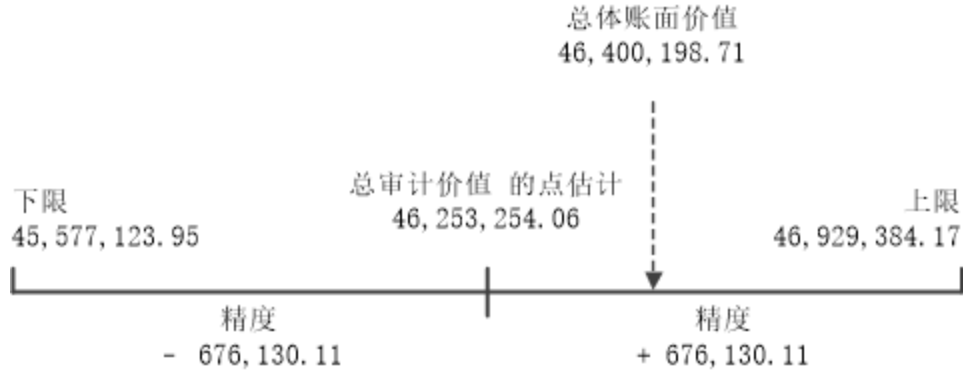 总体账面价值
46,400,198.71
总审计价值 的点估计
46,253,254.06
下限
45,577,123.95
上限
46,929,384.17
精度
- 676,130.11
精度
+ 676,130.11